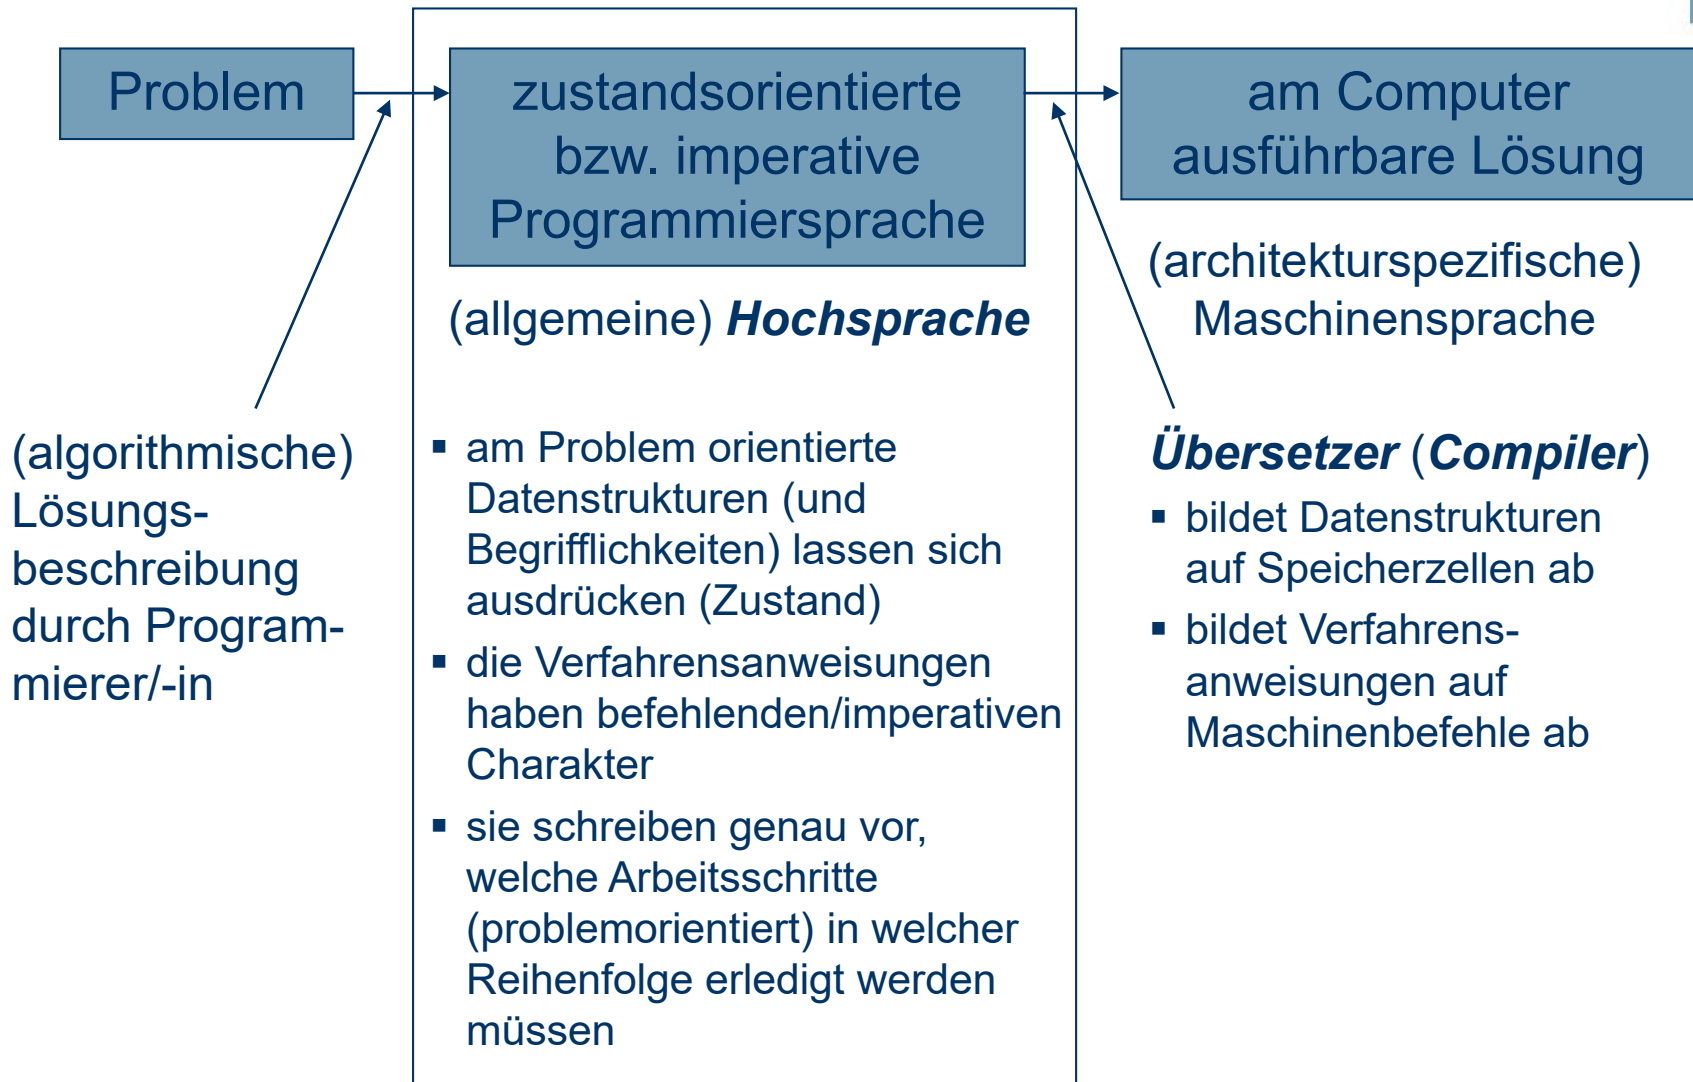 Problem
zustandsorientierte
bzw. imperative
Programmiersprache
am Computer
ausführbare Lösung
(allgemeine) Hochsprache
(architekturspezifische)
Maschinensprache
(algorithmische)
Lösungs-
beschreibung
durch Program-
mierer/-in
▪ am Problem orientierte
Datenstrukturen (und
Begrifflichkeiten) lassen sich
ausdrücken (Zustand)
▪ die Verfahrensanweisungen
haben befehlenden/imperativen
Charakter
▪ sie schreiben genau vor,
welche Arbeitsschritte
(problemorientiert) in welcher
Reihenfolge erledigt werden
müssen
Übersetzer (Compiler)
▪ bildet Datenstrukturen
auf Speicherzellen ab
▪ bildet Verfahrens-
anweisungen auf
Maschinenbefehle ab